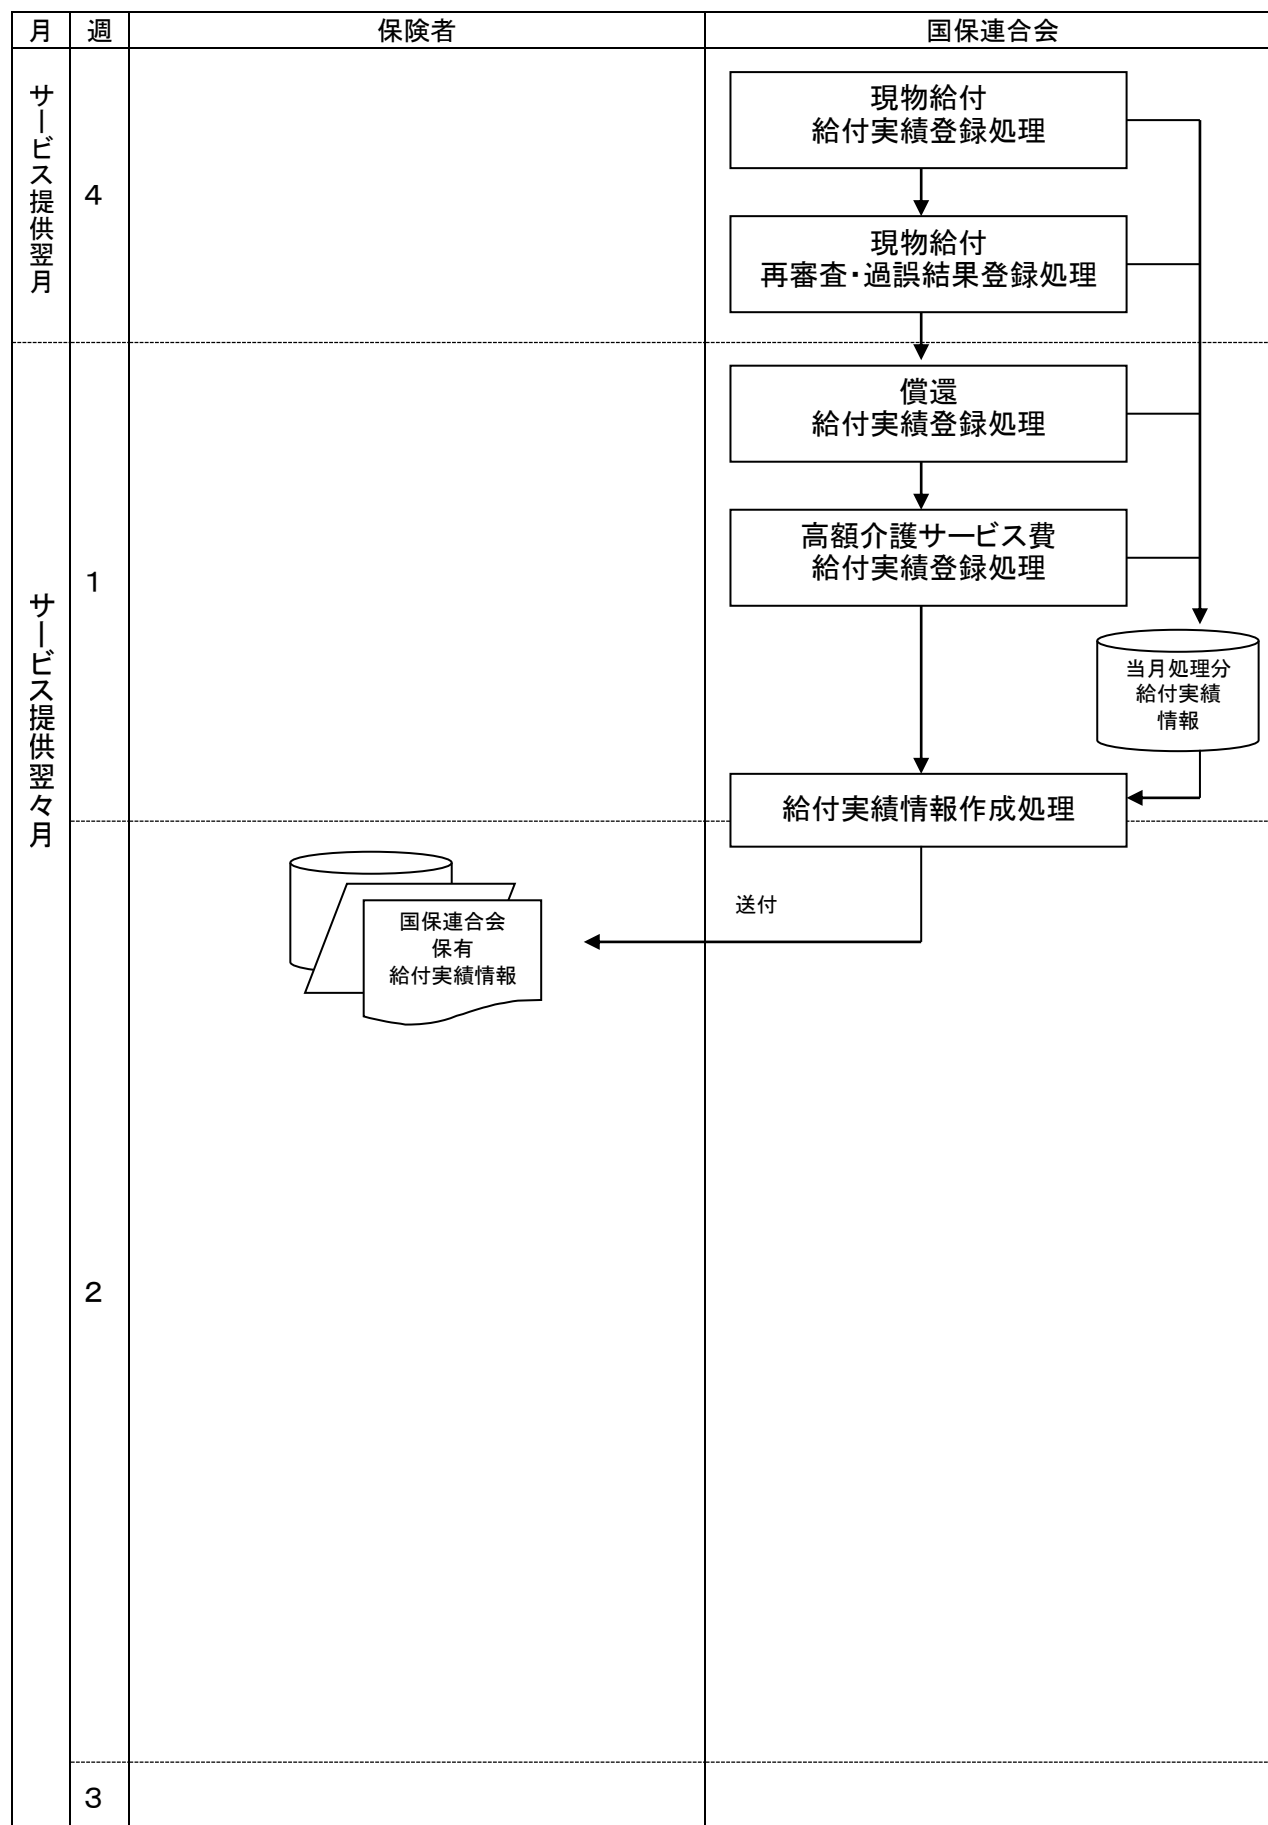 月
週
保険者
国保連合会
サービス提供翌月
4
現物給付
給付実績登録処理
現物給付
再審査・過誤結果登録処理
サービス提供翌々月
1
償還
給付実績登録処理
高額介護サービス費
給付実績登録処理
当月処理分
給付実績
情報
給付実績情報作成処理
送付
国保連合会
保有
給付実績情報
2
3